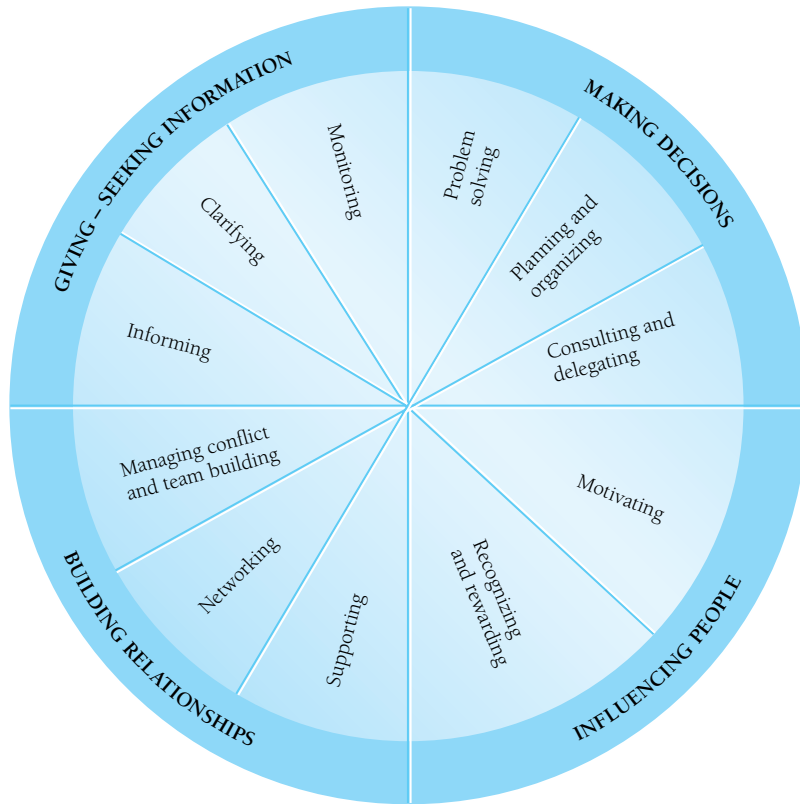 GIVING – SEEKING INFORMATION
MAKING DECISIONS
Monitoring
Clarifying
Informing
Problem
solving
Planning and
organizing
Consulting and
delegating
Managing conflict
and team building
Networking
Supporting
Motivating
Recognizing
and rewarding
BUILDING RELATIONSHIPS
INFLUENCING PEOPLE